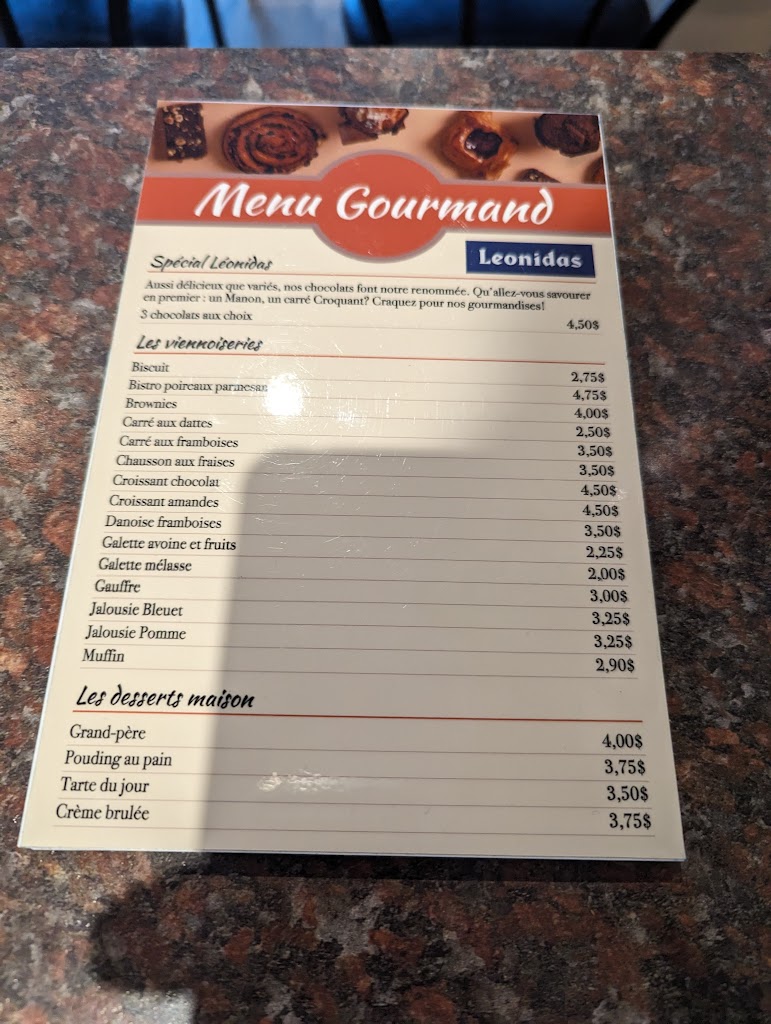 Menu Gourmand
Leonidas
Spécial Léonidas
Aussi délicieux que variés, nos chocolats font notre renommée. Qu'allez-vous savourer
en premier : un Manon, un carré Croquant? Craquez pour nos gourmandises!
3 chocolats aux choix 4,50$
Les viennoiseries
Biscuit 2,75$
Bistro poireaux parmesan 4,75$
Brownies 4,00$
Carré aux dattes 2,50$
Carré aux framboises 3,50$
Chausson aux fraises 3,50$
Croissant chocolat 4,50$
Croissant amandes 4,50$
Danoise framboises 3,50$
Galette avoine et fruits 2,25$
Galette mélasse 2,00$
Gauffre 3,00$
Jalousie Bleuet 3,25$
Jalousie Pomme 3,25$
Muffin 2,90$
Les desserts maison
Grand-père 4,00$
Pouding au pain 3,75$
Tarte du jour 3,50$
Crème brulée 3,75$